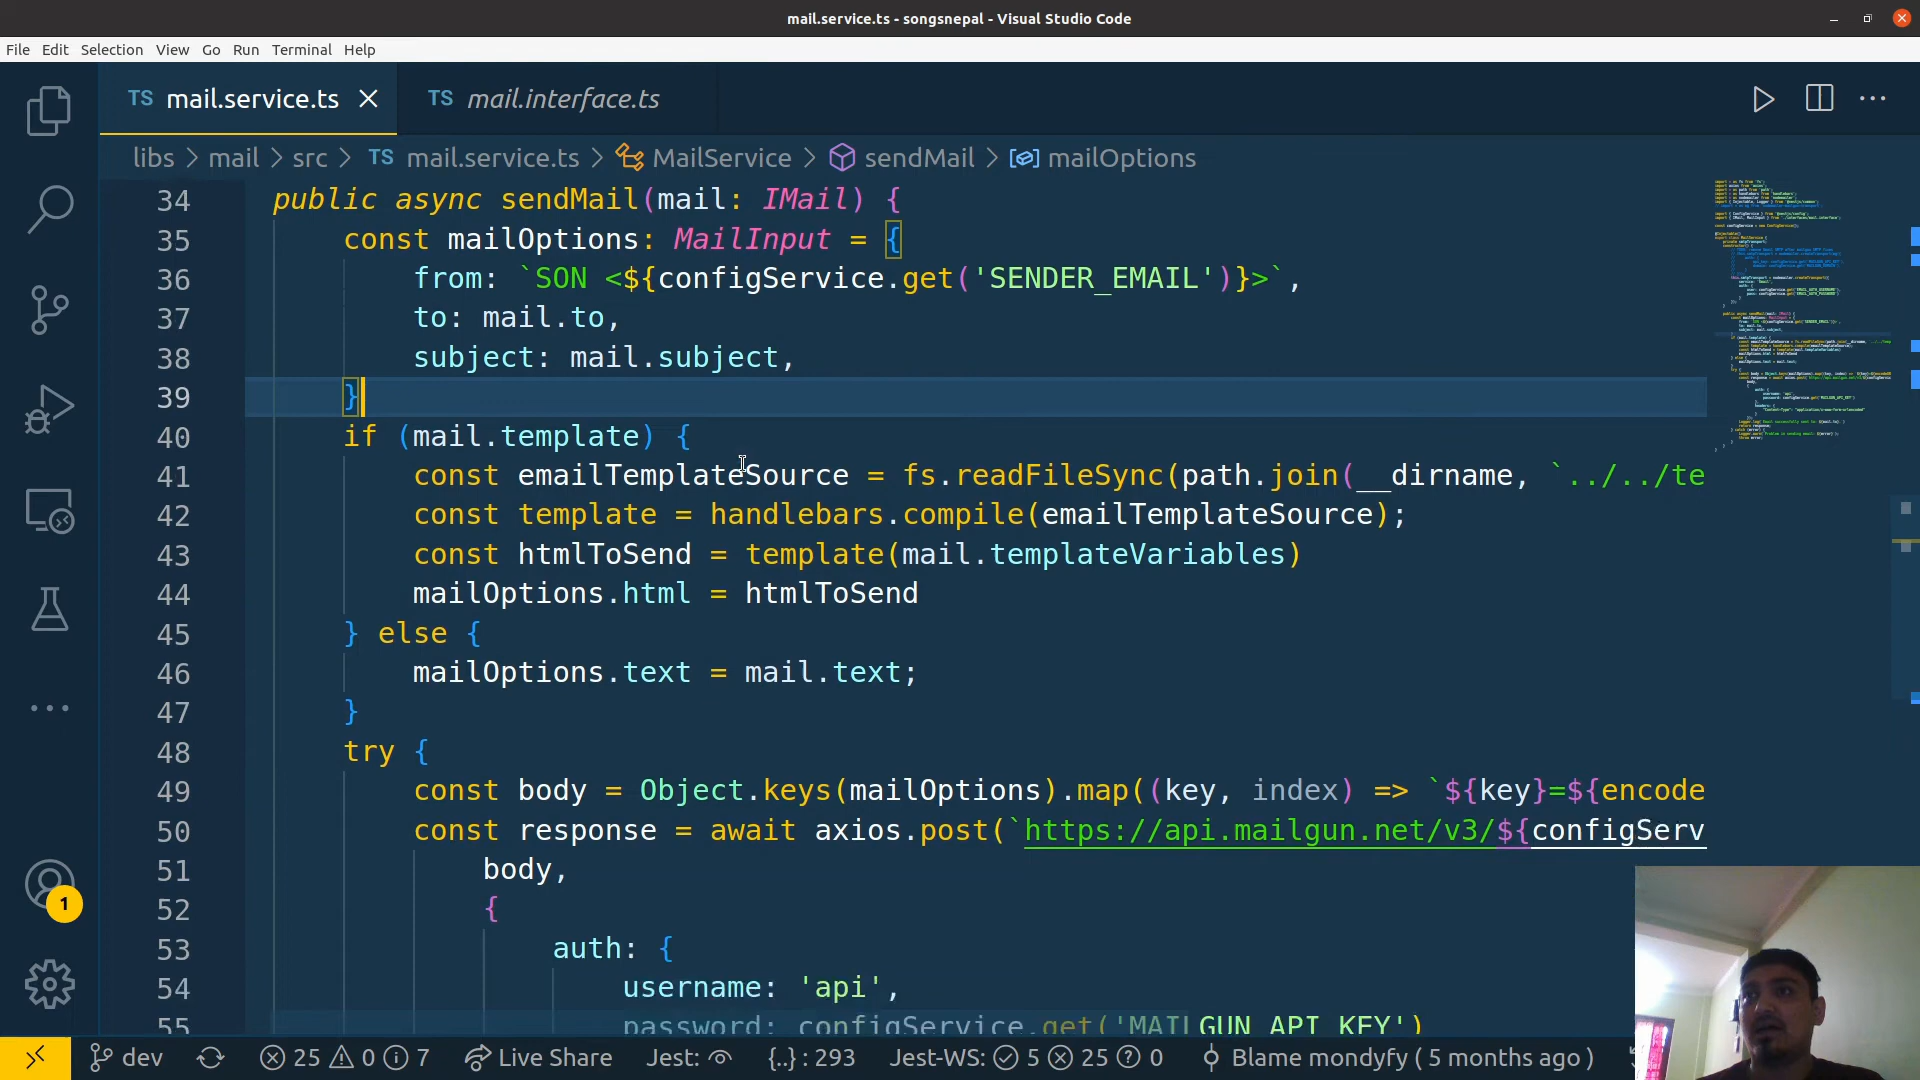 mail.service.ts - songsnepal - Visual Studio Code
File Edit Selection View Go Run Terminal Help
TS mail.service.ts
TS mail.interface.ts
libs > mail > src > TS mail.service.ts > MailService > sendMail > mailOptions
34 public async sendMail(mail: IMail) {
35 const mailOptions: MailInput = {
36 from: `SON <${configService.get('SENDER_EMAIL')}>`,
37 to: mail.to,
38 subject: mail.subject,
39 }
40 if (mail.template) {
41 const emailTemplateSource = fs.readFileSync(path.join(__dirname, `../../te
42 const template = handlebars.compile(emailTemplateSource);
43 const htmlToSend = template(mail.templateVariables)
44 mailOptions.html = htmlToSend
45 } else {
46 mailOptions.text = mail.text;
47 }
48 try {
49 const body = Object.keys(mailOptions).map((key, index) => `${key}=${encode
50 const response = await axios.post(`https://api.mailgun.net/v3/${configServ
51 body,
52 {
53 auth: {
54 username: 'api',
55 password: configService.get('MAILGUN_API_KEY')
1
dev 25 0 7 Live Share Jest: {..} : 293 Jest-WS: 5 25 0 Blame mondyfy ( 5 months ago )